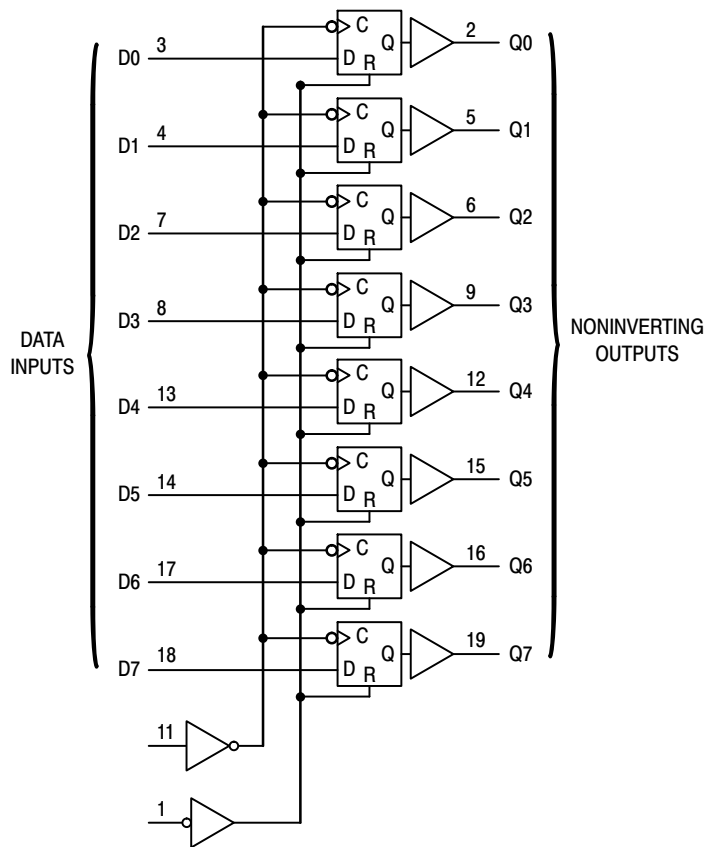 C
Q
D
R
D0
3
2
Q0
C
Q
D
R
D1
4
5
Q1
C
Q
D
R
D2
7
6
Q2
C
Q
D
R
D3
8
9
Q3
DATA
INPUTS
NONINVERTING
OUTPUTS
C
Q
D
R
D4
13
12
Q4
C
Q
D
R
D5
14
15
Q5
C
Q
D
R
D6
17
16
Q6
C
Q
D
R
D7
18
19
Q7
11
1